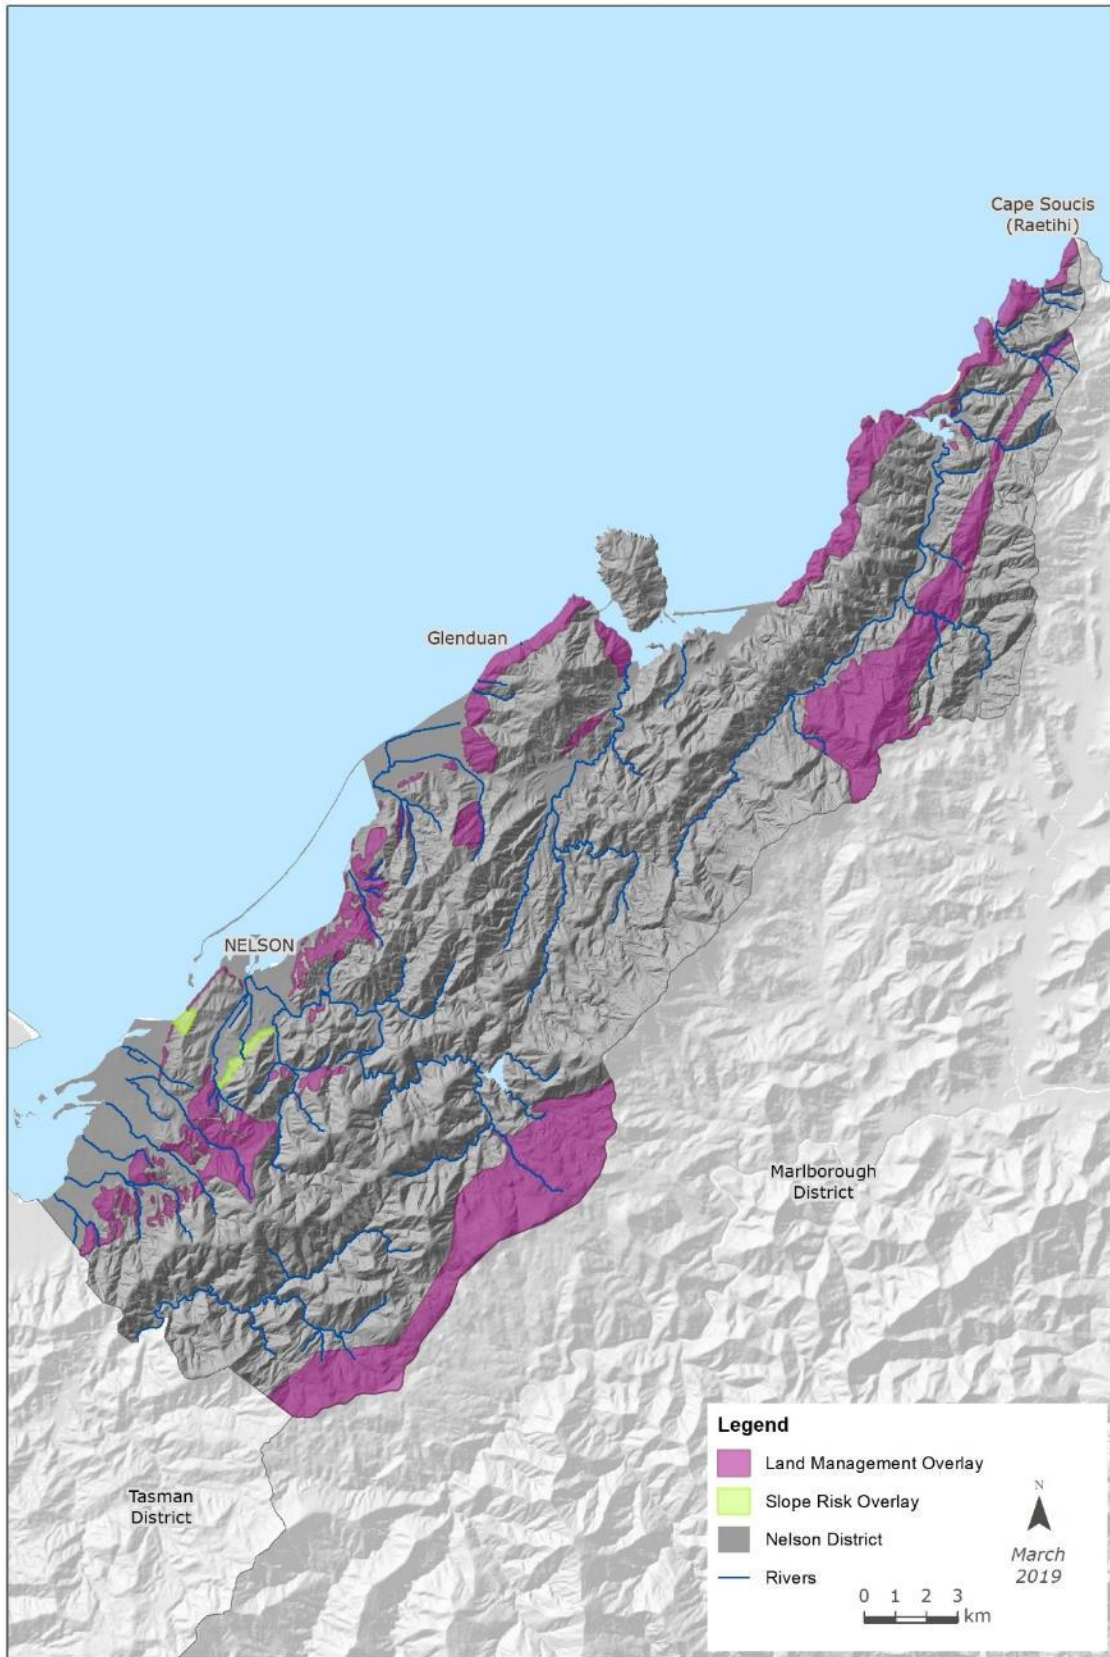 Cape Soucis
(Raetihi)
Glenduan
NELSON
Marlborough
District
Tasman
District
Legend
Land Management Overlay
Slope Risk Overlay
Nelson District
Rivers
N
March
2019
0 1 2 3
km